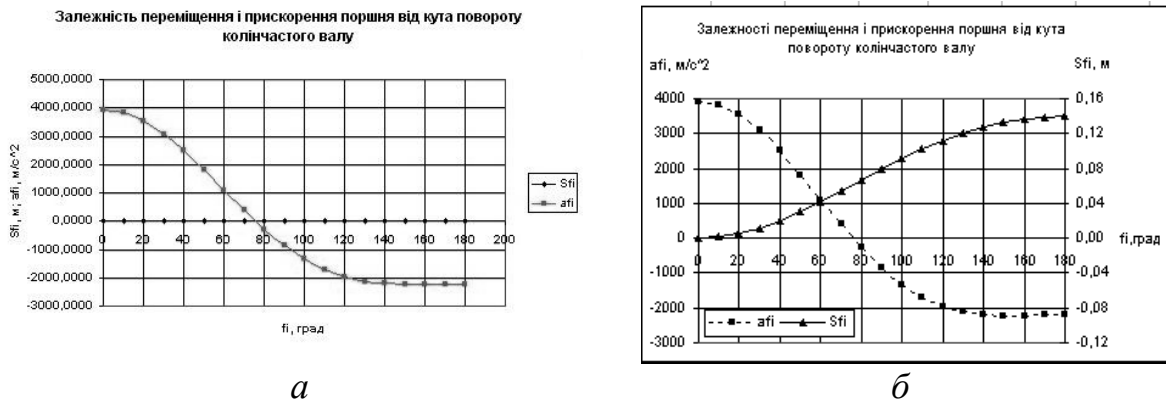 Залежність переміщення і прискорення поршня від кута повороту
колінчастого валу
5000,0000
4000,0000
3000,0000
2000,0000
1000,0000
0,0000
-1000,0000
-2000,0000
-3000,0000
Sfi, м; afi, м/с^2
0 20 40 60 80 100 120 140 160 180 200
fi, град
Sfi
afi
а
Залежності переміщення і прискорення поршня від кута
повороту колінчастого валу
afi, м/с^2
Sfi, м
4000
3000
2000
1000
0
-1000
-2000
-3000
0,16
0,12
0,08
0,04
0,00
-0,04
-0,08
-0,12
fi,град
0 20 40 60 80 100 120 140 160 180
afi Sfi
б